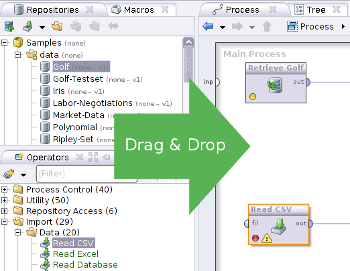 Repositories
Macros
Samples (none)
data (none)
Golf (none - v1)
Golf-Testset (none - v1)
Iris (none - v1)
Labor-Negotiations (none - v1)
Market-Data (none - v1)
Polynomial (none - v1)
Ripley-Set (none - v1)
Operators
[Filter]
Process Control (40)
Utility (50)
Repository Access (6)
Import (29)
Data (20)
Read CSV
Read Excel
Read Database
Drag & Drop
Process
Tree
Process
Main Process
Retrieve Golf
inp
out
Read CSV
fil
out